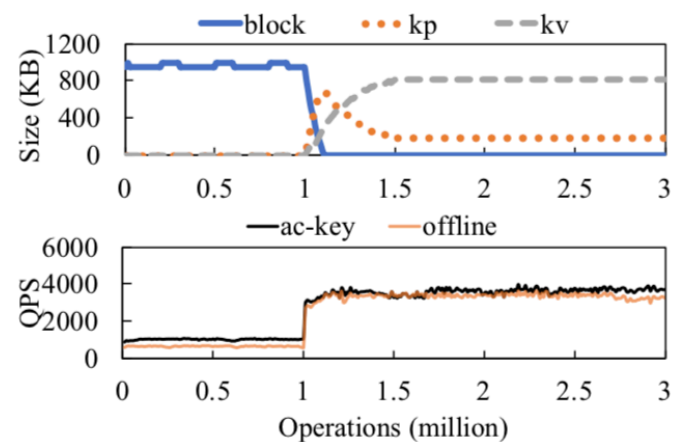 block kp kv
Size (KB)
1200
800
400
0
0 0.5 1 1.5 2 2.5 3
ac-key offline
QPS
6000
4000
2000
0
0 0.5 1 1.5 2 2.5 3
Operations (million)